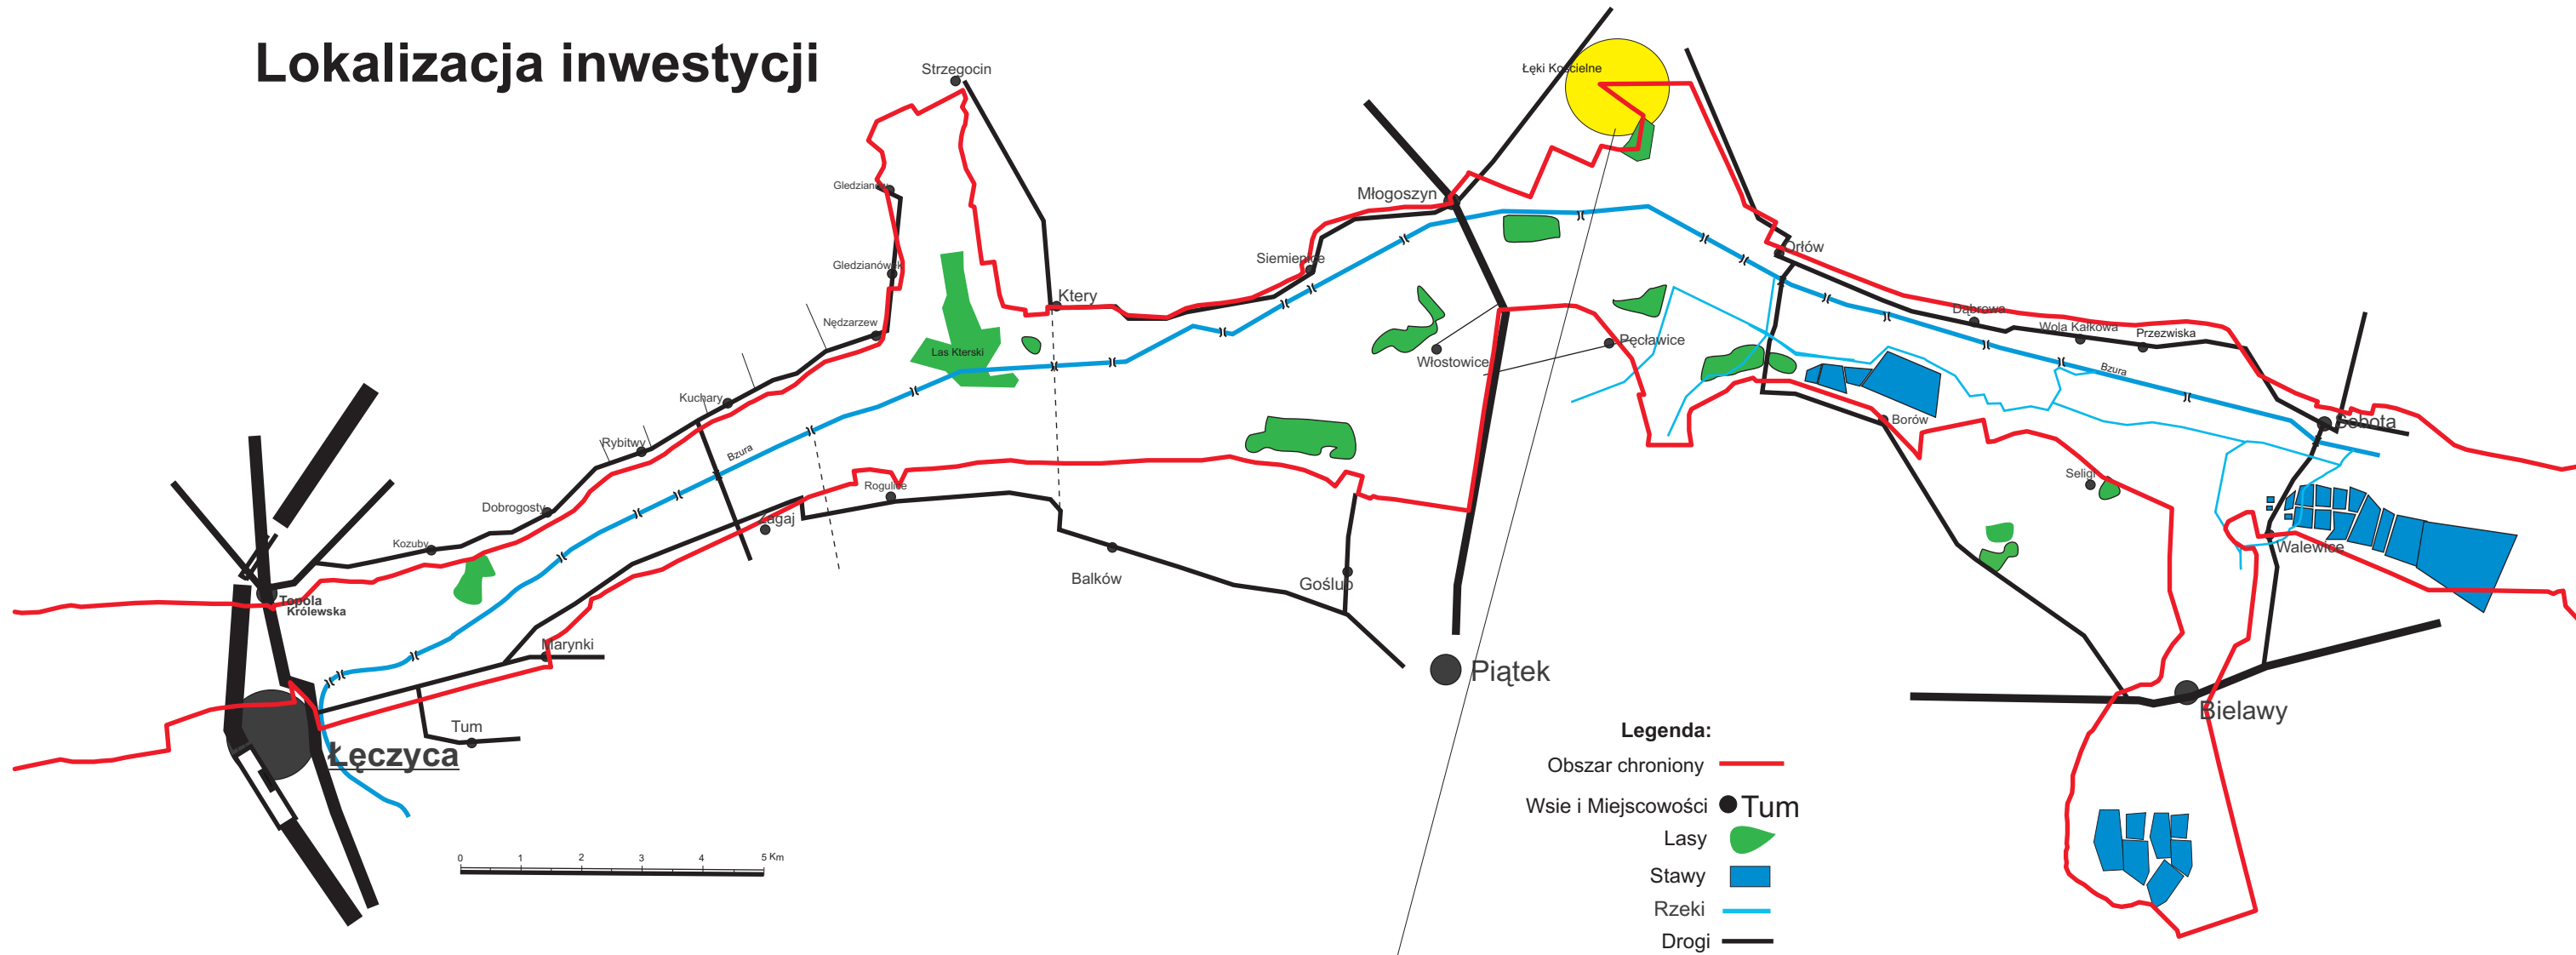 Lokalizacja inwestycji
Strzegocin
Łęki Kościelne
Gledzianów
Młogoszyn
Gledzianówek
Siemienice
Orłów
Ktery
Nędzarzew
Dąbrowa
Wola Kałkowa
Przezwiska
Las Kterski
Włostowice
Pęcławice
Bzura
Kuchary
Borów
Sobota
Rybitwy
Bzura
Rogulice
Seligi
Dobrogosty
Zagaj
Kozuby
Walewice
Balków
Goślub
Topola
Królewska
Marynki
Piątek
Bielawy
Tum
Łęczyca
Legenda:
Obszar chroniony
Wsie i Miejscowości Tum
Lasy
Stawy
Rzeki
Drogi
0 1 2 3 4 5 Km